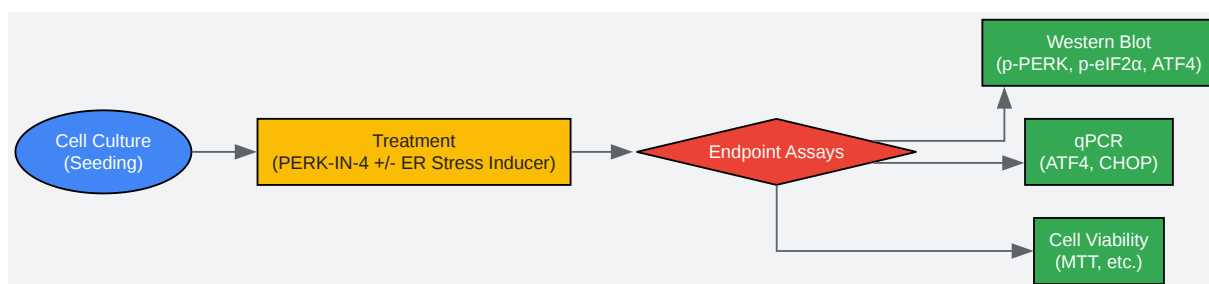 Cell Culture
(Seeding)
Treatment
(PERK-IN-4 +/- ER Stress Inducer)
Endpoint Assays
Western Blot
(p-PERK, p-eIF2α, ATF4)
qPCR
(ATF4, CHOP)
Cell Viability
(MTT, etc.)